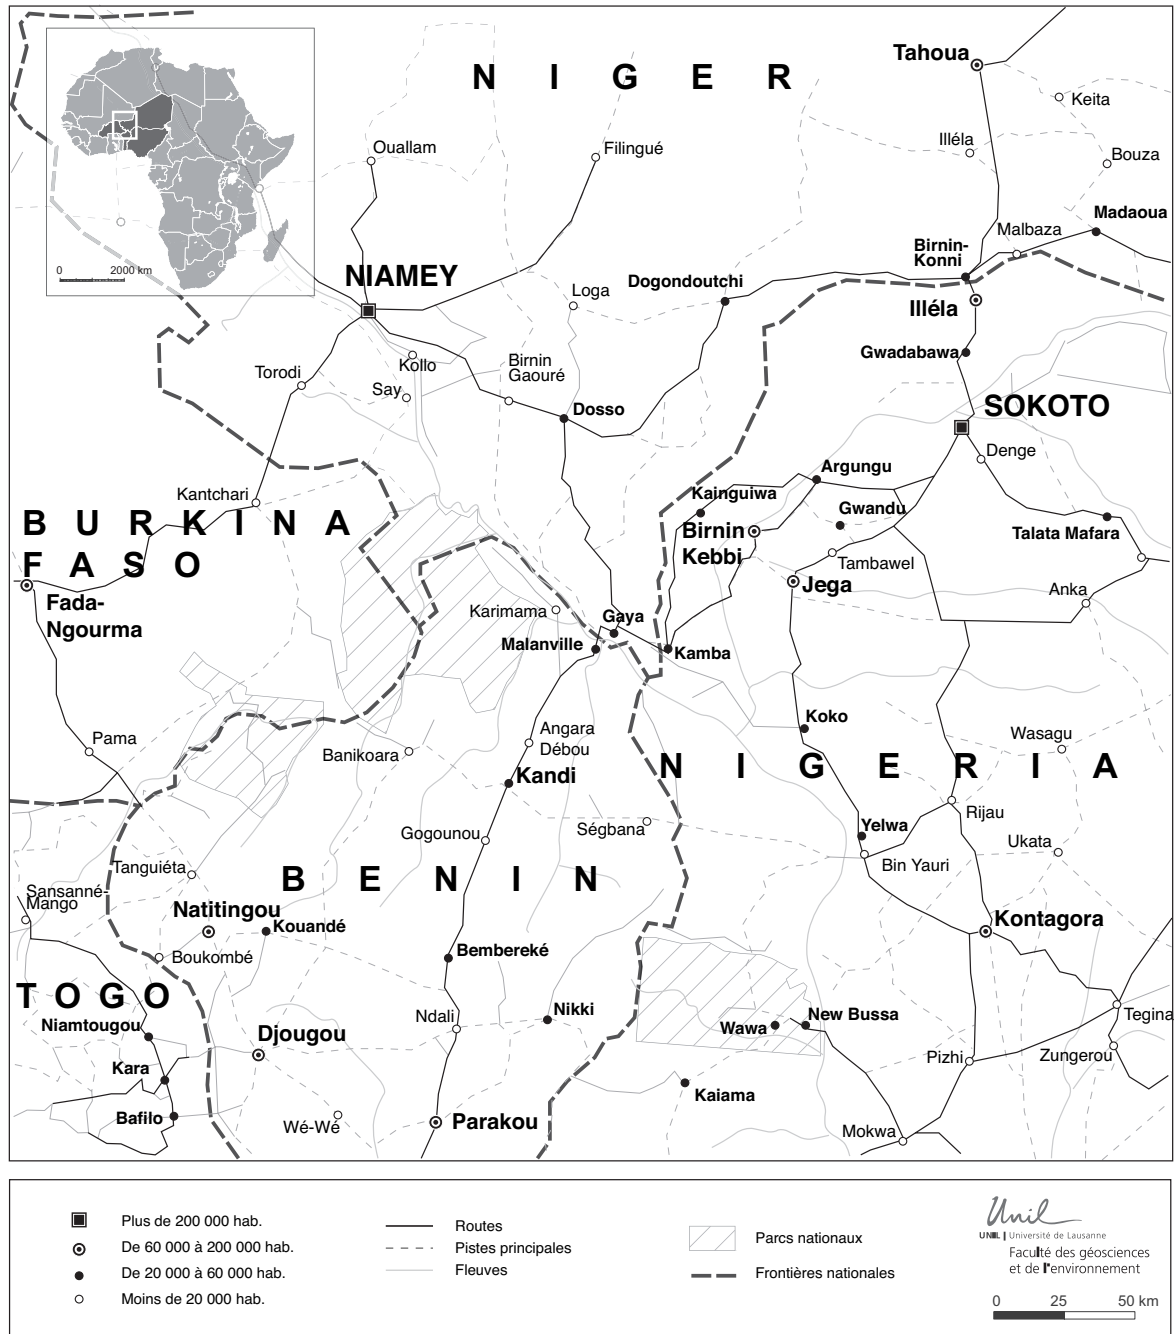 N I G E R
Tahoua
Keita
Illéla
Bouza
Ouallam
Filingué
Madaoua
Malbaza
Birnin-
Konni
0 2000 km
NIAMEY
Dogondoutchi
Loga
Illéla
Gwadabawa
Kollo
Birnin
Gaouré
Torodi
Say
Dosso
SOKOTO
Denge
Argungu
Kantchari
Kainguiwa
Gwandu
B U R K I N A
F A S O
Birnin
Kebbi
Talata Mafara
Tambawel
Jega
Anka
Fada-
Ngourma
Karimama
Gaya
Malanville
Kamba
Koko
Angara
Débou
Wasagu
Pama
Banikoara
N I G E R I A
Kandi
Rijau
Ségbana
Yelwa
Gogounou
Ukata
Bin Yauri
Tanguiéta
B E N I N
Sansanné-
Mango
Natitingou
Kouandé
Kontagora
Boukombé
Bembereké
T O G O
Niamtougou
Ndali
Nikki
Wawa
New Bussa
Tegina
Djougou
Pizhi
Zungerou
Kara
Kaiama
Bafilo
Wé-Wé
Parakou
Mokwa
Plus de 200 000 hab.
De 60 000 à 200 000 hab.
De 20 000 à 60 000 hab.
Moins de 20 000 hab.
Routes
Pistes principales
Fleuves
Parcs nationaux
Frontières nationales
Unil
UNIL | Université de Lausanne
Faculté des géosciences
et de l'environnement
0 25 50 km